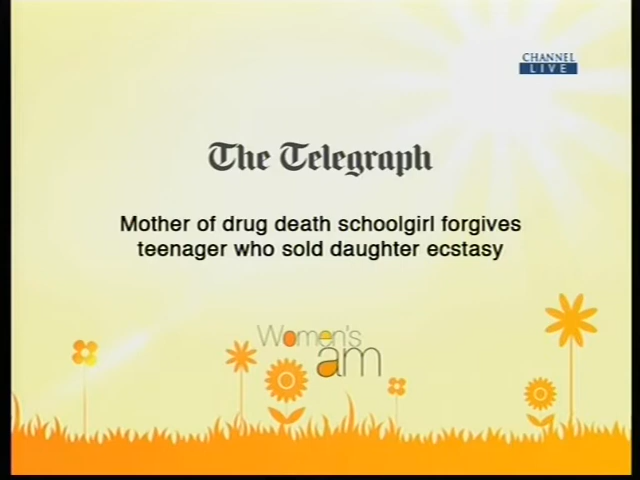 CHANNEL
LIVE
The Telegraph
Mother of drug death schoolgirl forgives
teenager who sold daughter ecstasy
Women's
am